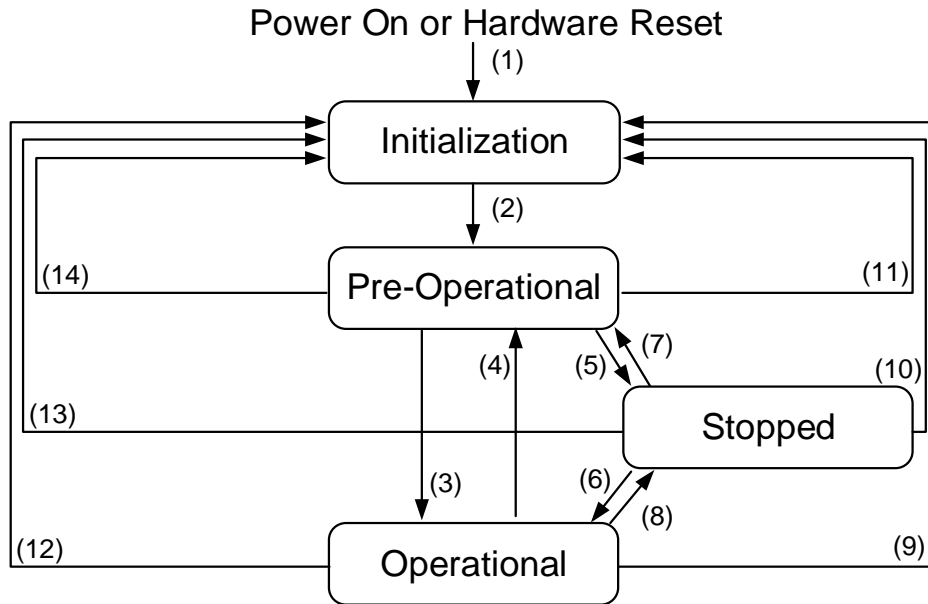 Power On or Hardware Reset
(1)
Initialization
(2)
(14)
Pre-Operational
(11)
(4)
(5)
(7)
(10)
(13)
Stopped
(3)
(6)
(8)
(12)
Operational
(9)